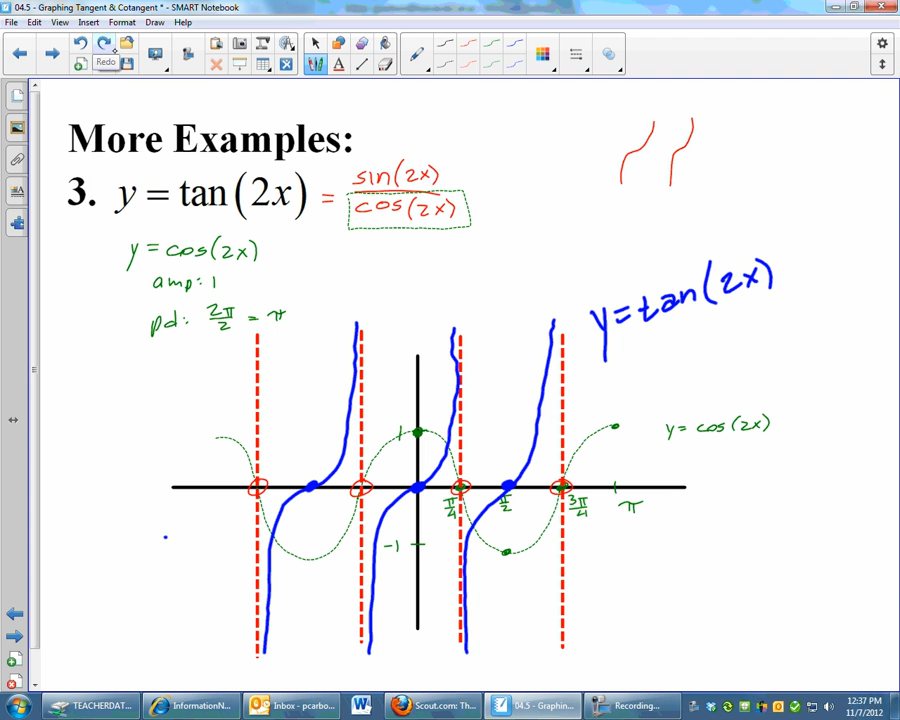 04.5 - Graphing Tangent & Cotangent * - SMART Notebook
File Edit View Insert Format Draw Help
Redo
More Examples:
3. y = tan(2x) = sin(2x)
cos(2x)
y = cos(2x)
amp: 1
pd: 2π/2 = π
y = tan(2x)
1
y = cos(2x)
π/4 π/2 3π/4 π
-1
TEACHERDAT...
InformationN...
Inbox - pcarbo...
Scout.com: Th...
04.5 - Graphin...
Recording...
12:37 PM
11/7/2012